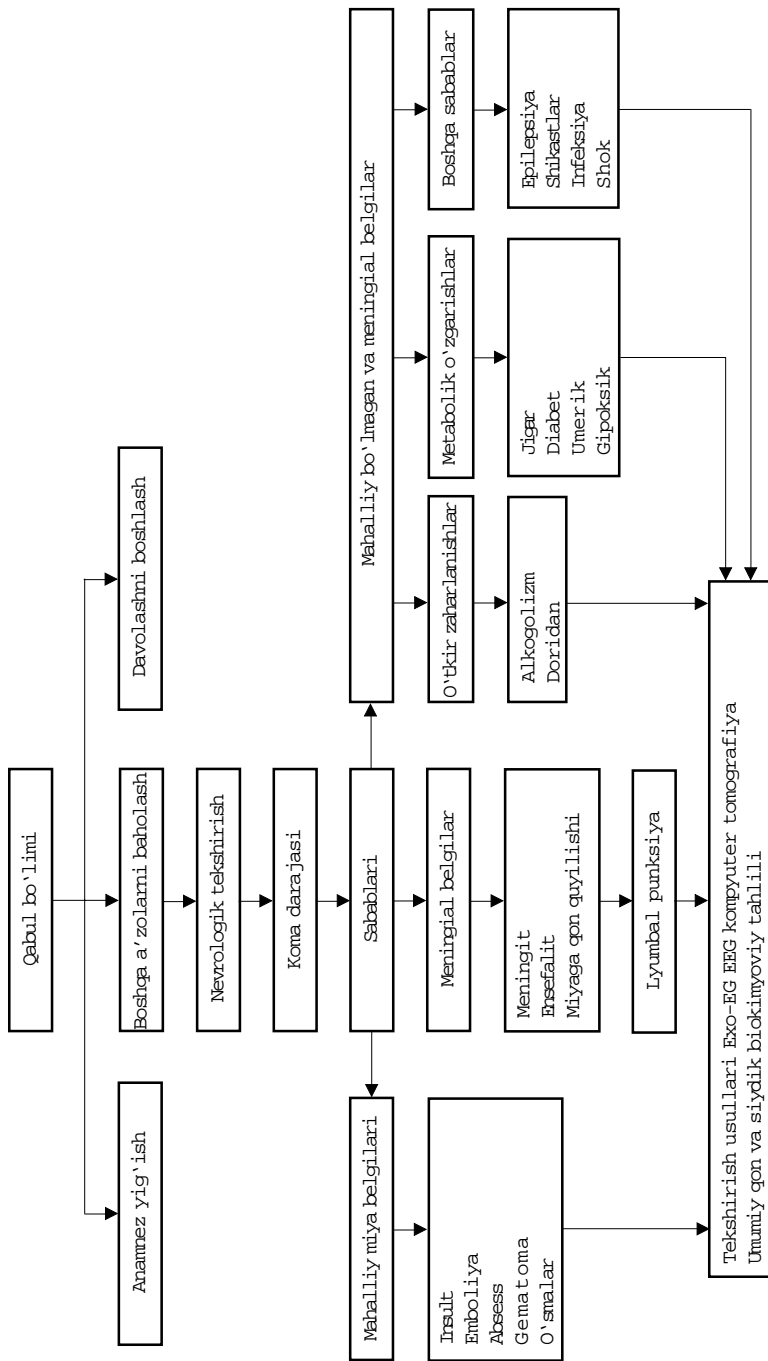 Qabul bo‘limi
Anamnez yig‘ish
Boshqa a’zolarni baholash
Davolashni boshlash
Nevrologik tekshirish
Koma darajasi
Sabablari
Mahalliy miya belgilari
Meningial belgilar
Mahalliy bo‘lmagan va meningial belgilar
O‘tkir zaharlanishlar
Metabolik o‘zgarishlar
Boshqa sabablar
Insult
Emboliya
Absess
Gematoma
O‘smalar
Meningit
Ensefalit
Miyaga qon quyilishi
Alkogolizm
Doridan
Jigar
Diabet
Umerik
Gipoksik
Epilepsiya
Shikastlar
Infeksiya
Shok
Lyumbal punksiya
Tekshirish usullari Exo-EG EEG kompyuter tomografiya
Umumiy qon va siydik biokimyoviy tahlili